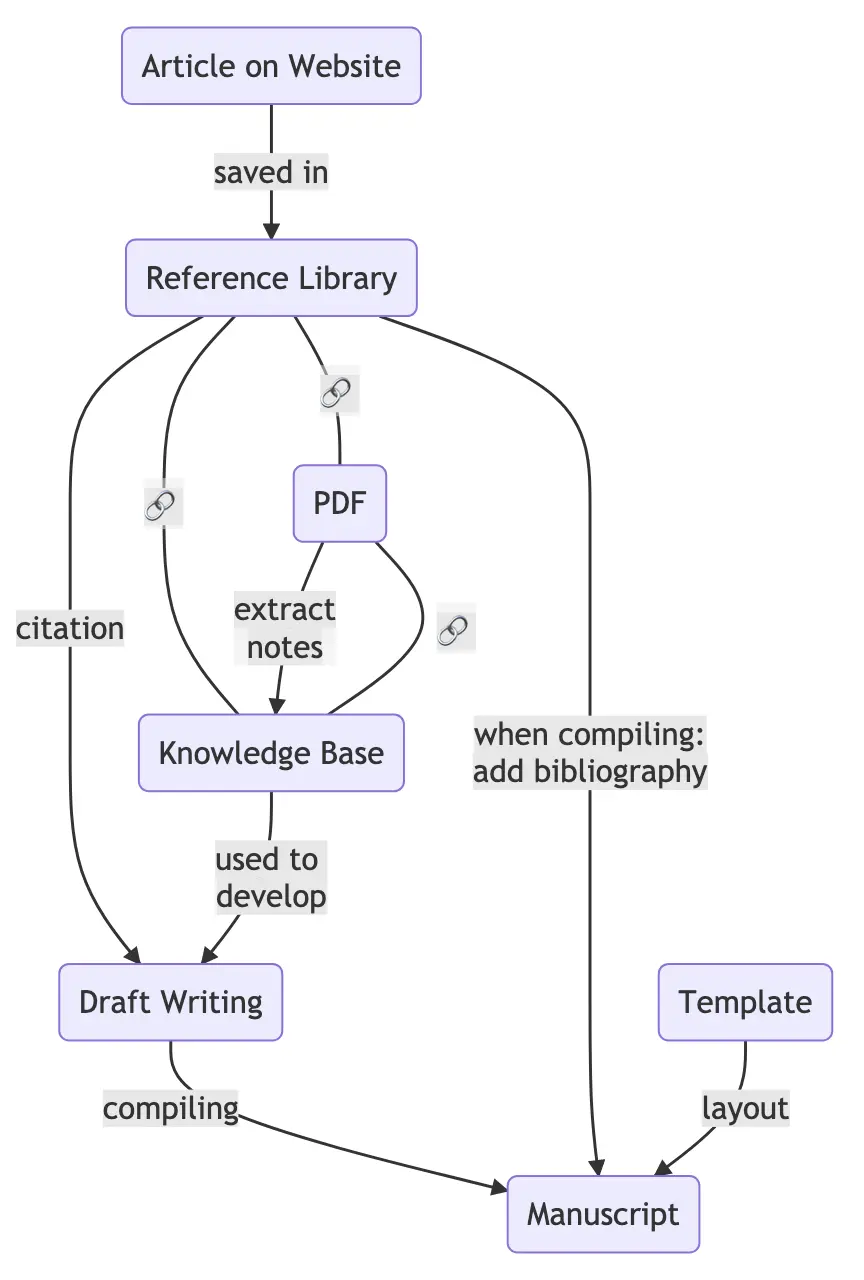 Article on Website
saved in
Reference Library
🔗
PDF
🔗
extract
notes
🔗
citation
Knowledge Base
when compiling:
add bibliography
used to
develop
Draft Writing
Template
compiling
layout
Manuscript